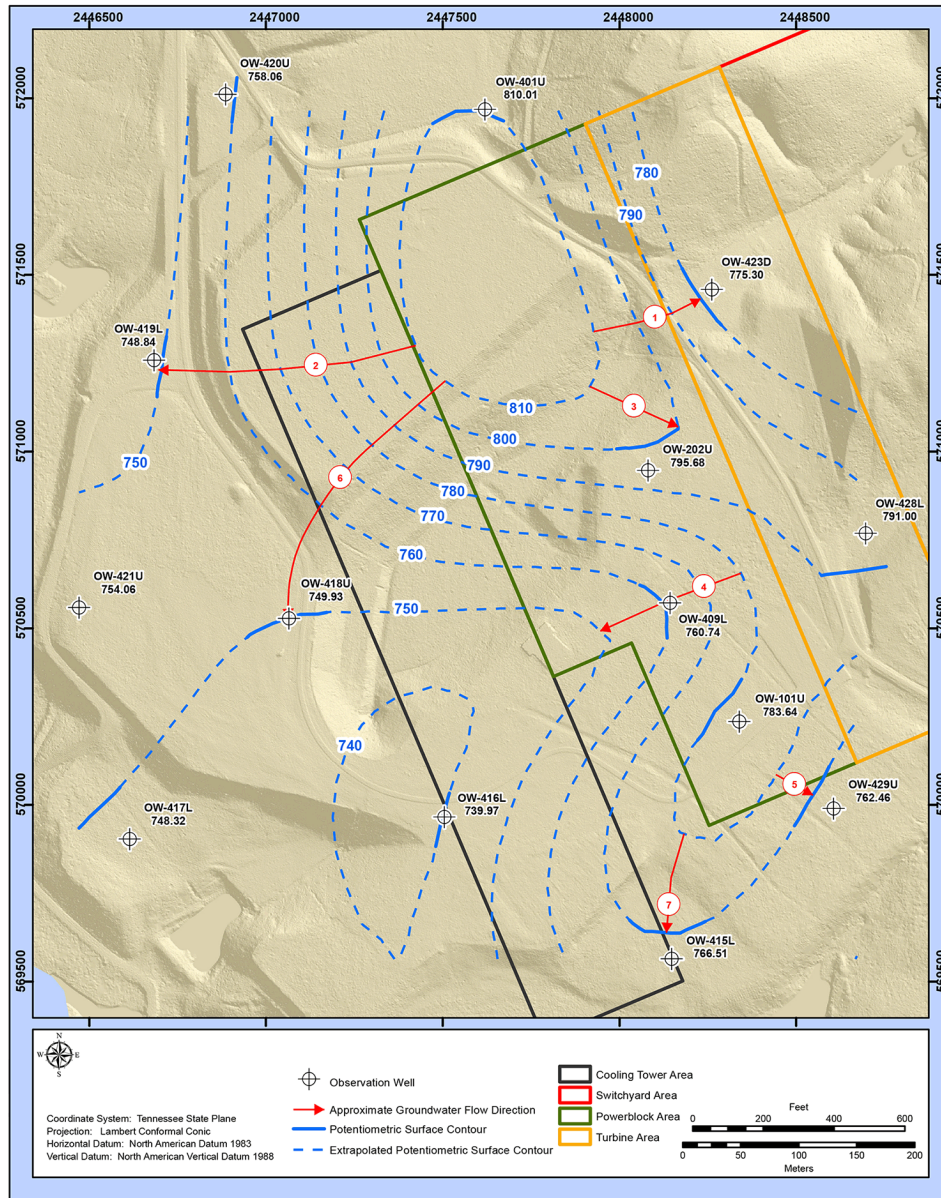 2446500 2447000 2447500 2448000 2448500
572000
572000
OW-420U
758.06
OW-401U
810.01
780
790
571500
571500
OW-423D
775.30
1
OW-419L
748.84
2
3
810
571000
571000
800
OW-202U
795.68
750
790
6
780
770
OW-428L
791.00
760
OW-421U
754.06
OW-418U
749.93
4
750
570500
570500
OW-409L
760.74
OW-101U
783.64
740
5
OW-429U
762.46
570000
570000
OW-417L
748.32
OW-416L
739.97
7
OW-415L
766.51
569500
569500
N
W E
S
Observation Well
Approximate Groundwater Flow Direction
Potentiometric Surface Contour
Extrapolated Potentiometric Surface Contour
Cooling Tower Area
Switchyard Area
Powerblock Area
Turbine Area
Coordinate System: Tennessee State Plane
Projection: Lambert Conformal Conic
Horizontal Datum: North American Datum 1983
Vertical Datum: North American Vertical Datum 1988
Feet
0 200 400 600
0 50 100 150 200
Meters